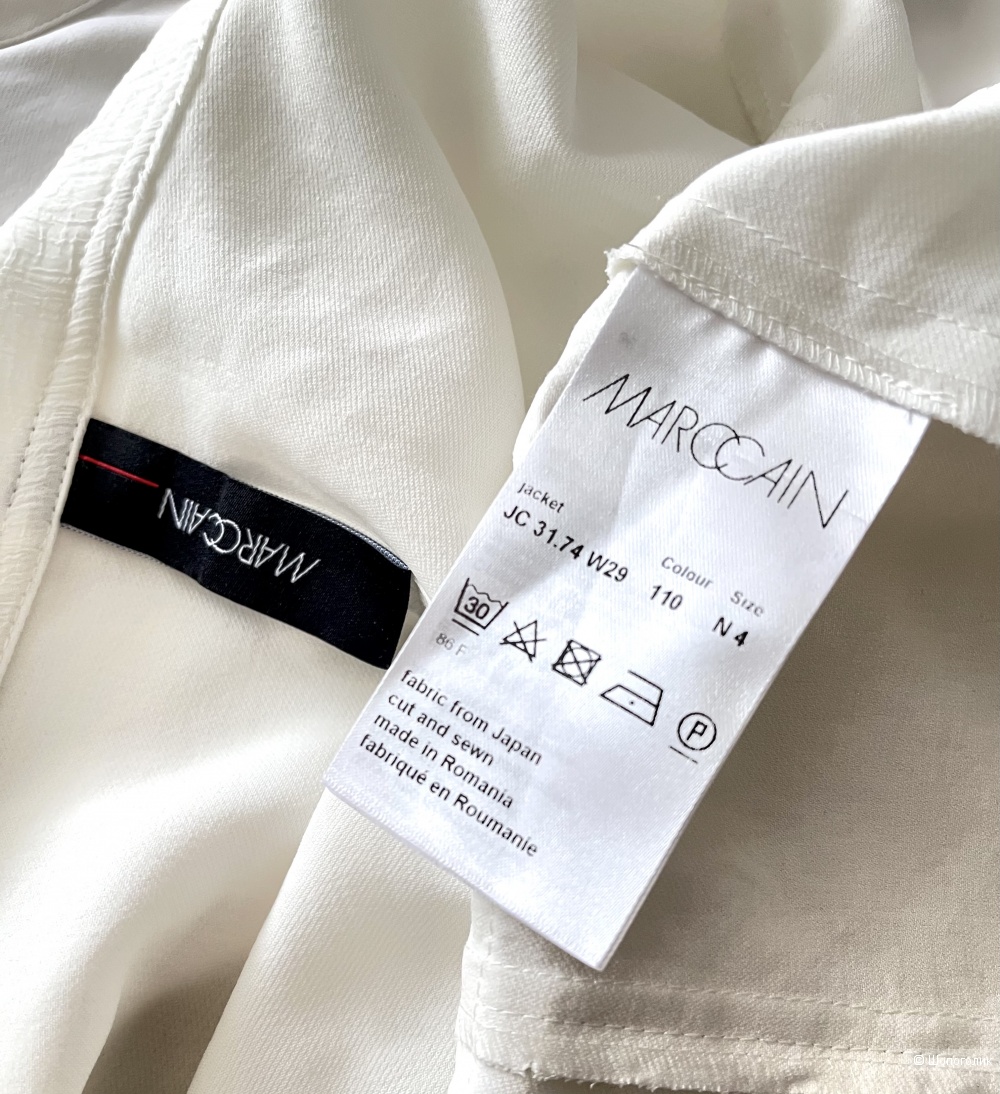 MARCCAIN
MARCCAIN
jacket
JC 31.74 W29
Colour
110
Size
N 4
30
P
86 F
fabric from Japan
cut and sewn
made in Romania
fabriqué en Roumanie